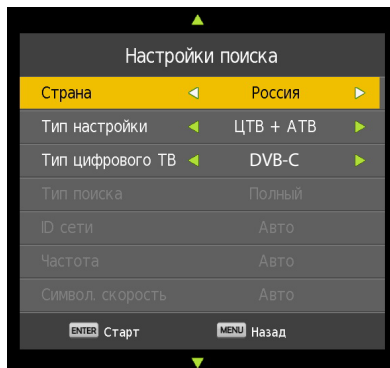 Настройки поиска
Страна Россия
Тип настройки ЦТВ + АТВ
Тип цифрового ТВ DVB-C
Тип поиска Полный
ID сети Авто
Частота Авто
Символ. скорость Авто
ENTER Старт MENU Назад